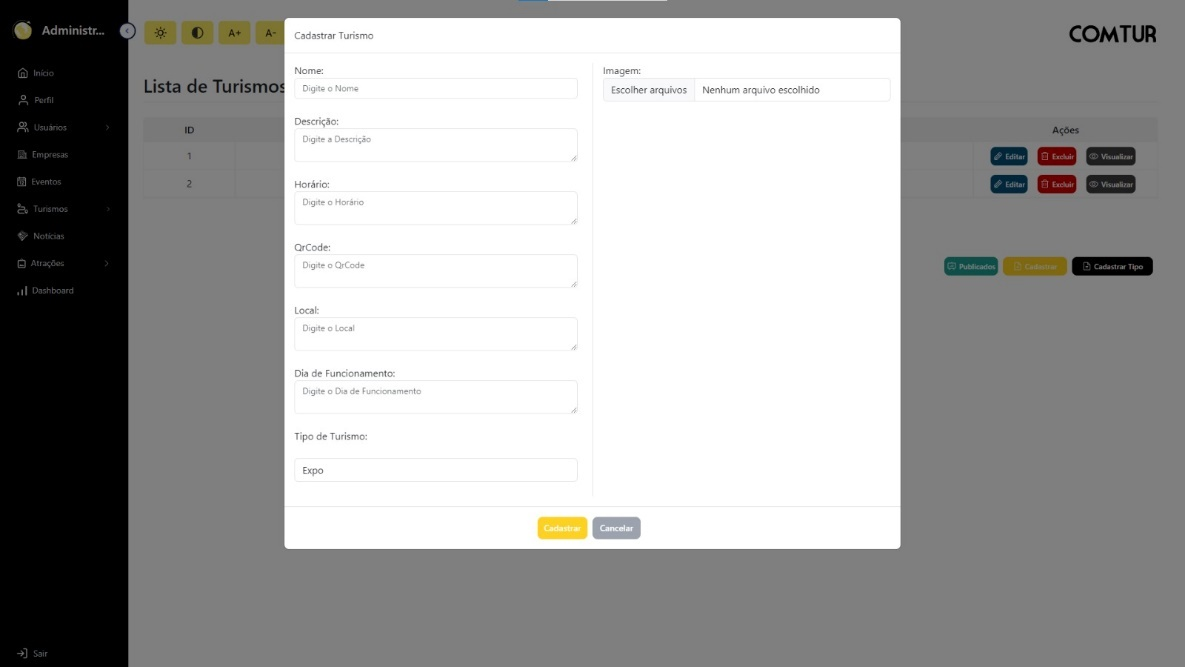 Administr...
Início
Perfil
Usuários
Empresas
Eventos
Turismos
Notícias
Atrações
Dashboard
Sair
A+
A-
COMTUR
Lista de Turismos
ID
Ações
1
Editar
Excluir
Visualizar
2
Editar
Excluir
Visualizar
Publicados
Cadastrar
Cadastrar Tipo
Cadastrar Turismo
Nome:
Digite o Nome
Descrição:
Digite a Descrição
Horário:
Digite o Horário
QrCode:
Digite o QrCode
Local:
Digite o Local
Dia de Funcionamento:
Digite o Dia de Funcionamento
Tipo de Turismo:
Expo
Imagem:
Escolher arquivos
Nenhum arquivo escolhido
Cadastrar
Cancelar